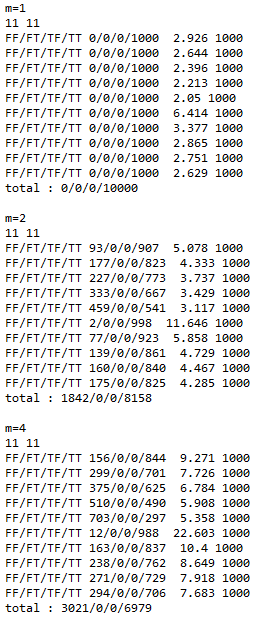 m=1
11 11
FF/FT/TF/TT 0/0/0/1000  2.926 1000
FF/FT/TF/TT 0/0/0/1000  2.644 1000
FF/FT/TF/TT 0/0/0/1000  2.396 1000
FF/FT/TF/TT 0/0/0/1000  2.213 1000
FF/FT/TF/TT 0/0/0/1000  2.05 1000
FF/FT/TF/TT 0/0/0/1000  6.414 1000
FF/FT/TF/TT 0/0/0/1000  3.377 1000
FF/FT/TF/TT 0/0/0/1000  2.865 1000
FF/FT/TF/TT 0/0/0/1000  2.751 1000
FF/FT/TF/TT 0/0/0/1000  2.629 1000
total : 0/0/0/10000

m=2
11 11
FF/FT/TF/TT 93/0/0/907  5.078 1000
FF/FT/TF/TT 177/0/0/823  4.333 1000
FF/FT/TF/TT 227/0/0/773  3.737 1000
FF/FT/TF/TT 333/0/0/667  3.429 1000
FF/FT/TF/TT 459/0/0/541  3.117 1000
FF/FT/TF/TT 2/0/0/998  11.646 1000
FF/FT/TF/TT 77/0/0/923  5.858 1000
FF/FT/TF/TT 139/0/0/861  4.729 1000
FF/FT/TF/TT 160/0/0/840  4.467 1000
FF/FT/TF/TT 175/0/0/825  4.285 1000
total : 1842/0/0/8158

m=4
11 11
FF/FT/TF/TT 156/0/0/844  9.271 1000
FF/FT/TF/TT 299/0/0/701  7.726 1000
FF/FT/TF/TT 375/0/0/625  6.784 1000
FF/FT/TF/TT 510/0/0/490  5.908 1000
FF/FT/TF/TT 703/0/0/297  5.358 1000
FF/FT/TF/TT 12/0/0/988  22.603 1000
FF/FT/TF/TT 163/0/0/837  10.4 1000
FF/FT/TF/TT 238/0/0/762  8.649 1000
FF/FT/TF/TT 271/0/0/729  7.918 1000
FF/FT/TF/TT 294/0/0/706  7.683 1000
total : 3021/0/0/6979